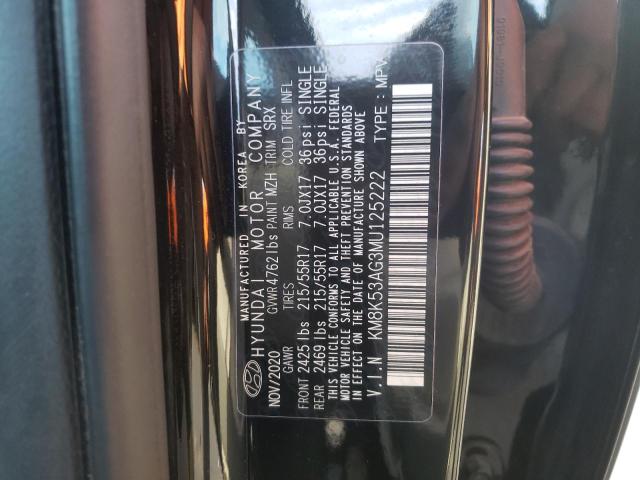 MANUFACTURED IN KOREA BY
HYUNDAI MOTOR COMPANY
NOV/2020 GVWR 4762 lbs PAINT MZH TRIM SRX
GAWR TIRES RIMS COLD TIRE INFL
FRONT 2425 lbs 215/55R17 7.0JX17 36psi SINGLE
REAR 2469 lbs 215/55R17 7.0JX17 36psi SINGLE
THIS VEHICLE CONFORMS TO ALL APPLICABLE U.S.A. FEDERAL
MOTOR VEHICLE SAFETY AND THEFT PREVENTION STANDARDS
IN EFFECT ON THE DATE OF MANUFACTURE SHOWN ABOVE
V.I.N KM8K53AG3MU125222 TYPE : MPV